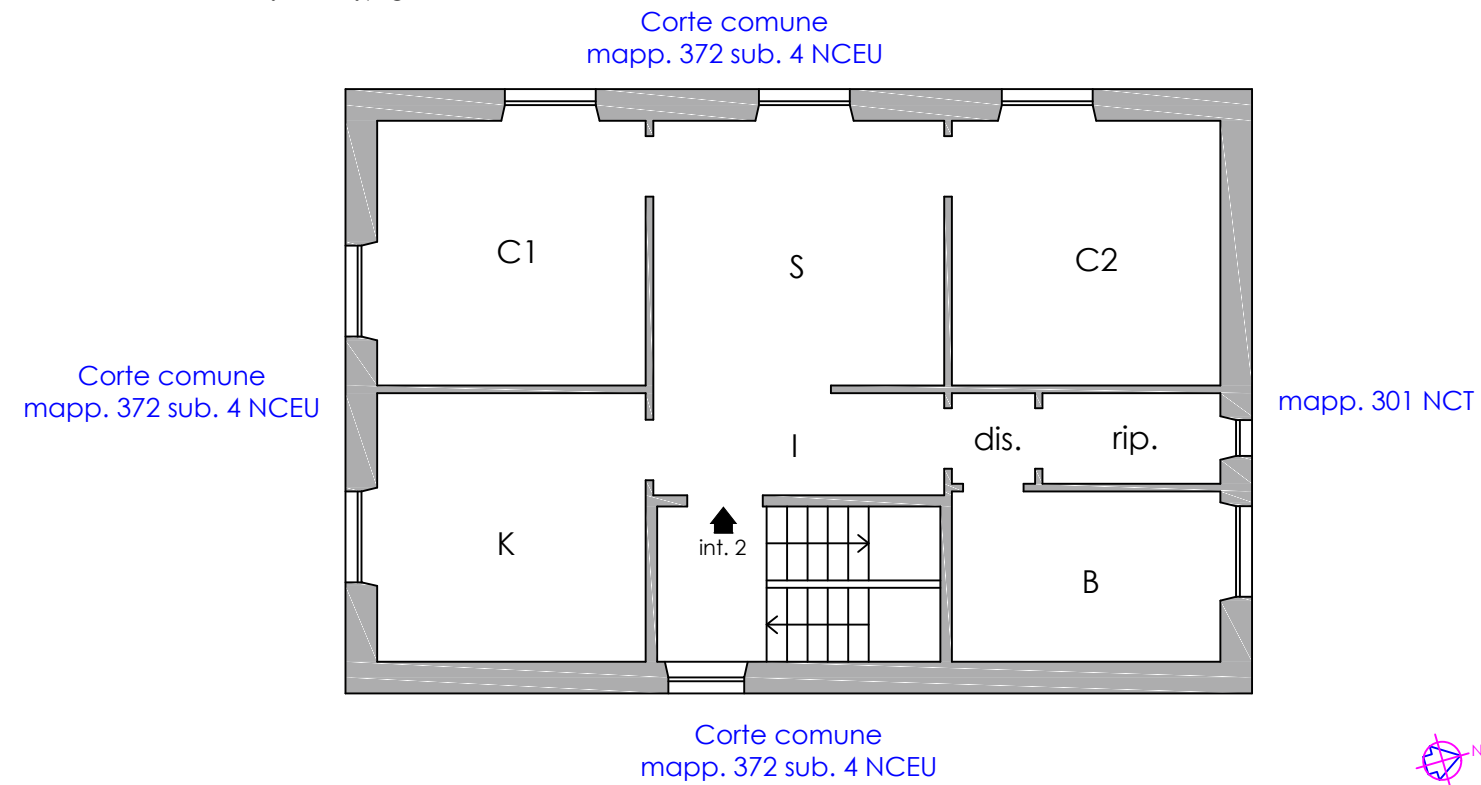 Corte comune
mapp. 372 sub. 4 NCEU
C1
S
C2
Corte comune
mapp. 372 sub. 4 NCEU
mapp. 301 NCT
I
dis.
rip.
K
int. 2
B
Corte comune
mapp. 372 sub. 4 NCEU
N